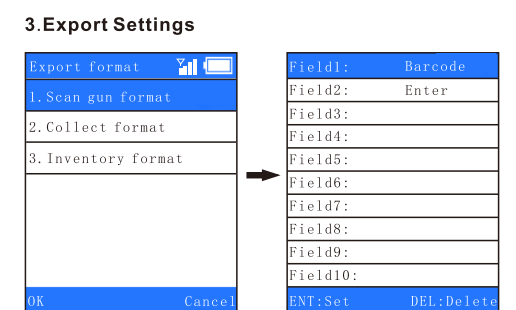 3.Export Settings
Export format
1. Scan gun format
2. Collect format
3. Inventory format
OK Cancel
Field1: Barcode
Field2: Enter
Field3:
Field4:
Field5:
Field6:
Field7:
Field8:
Field9:
Field10:
ENT:Set DEL:Delete